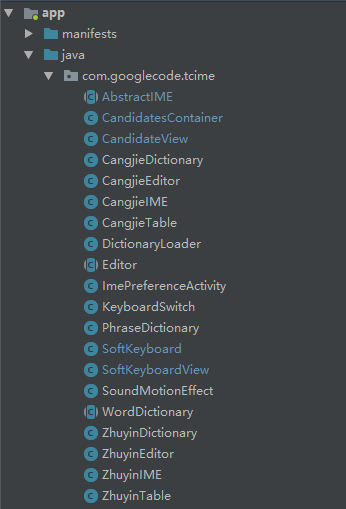 app
manifests
java
com.googlecode.tcime
AbstractIME
CandidatesContainer
CandidateView
CangjieDictionary
CangjieEditor
CangjieIME
CangjieTable
DictionaryLoader
Editor
ImePreferenceActivity
KeyboardSwitch
PhraseDictionary
SoftKeyboard
SoftKeyboardView
SoundMotionEffect
WordDictionary
ZhuyinDictionary
ZhuyinEditor
ZhuyinIME
ZhuyinTable